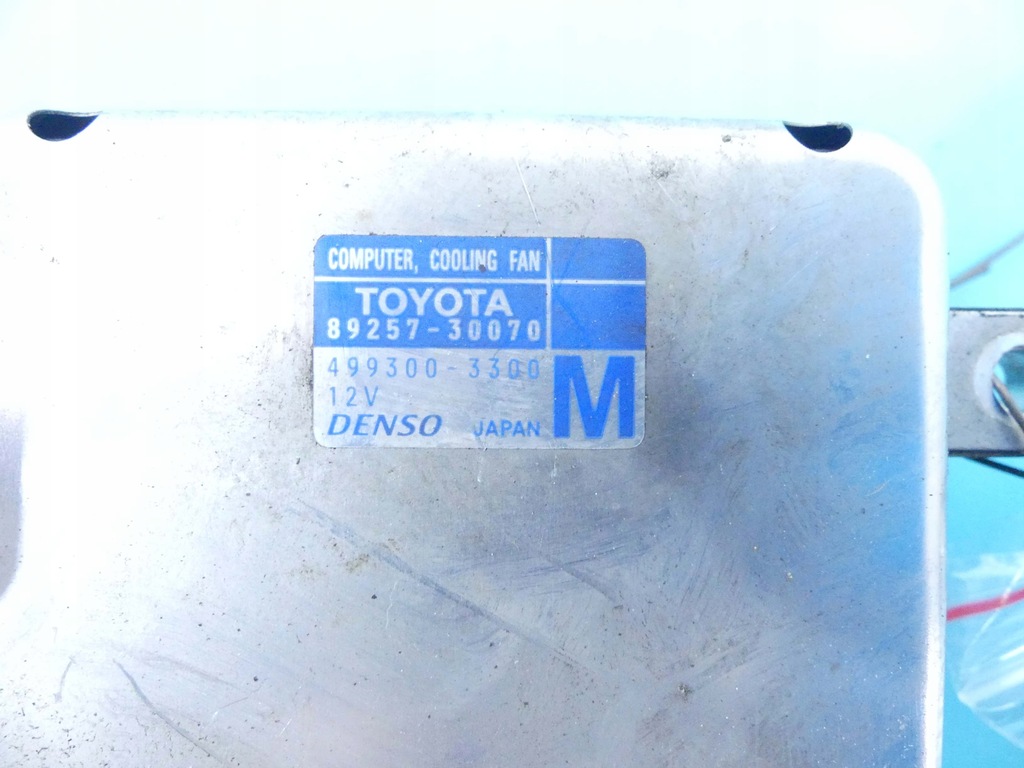 COMPUTER, COOLING FAN
TOYOTA
89257-30070
499300-3300
12V
DENSO JAPAN M